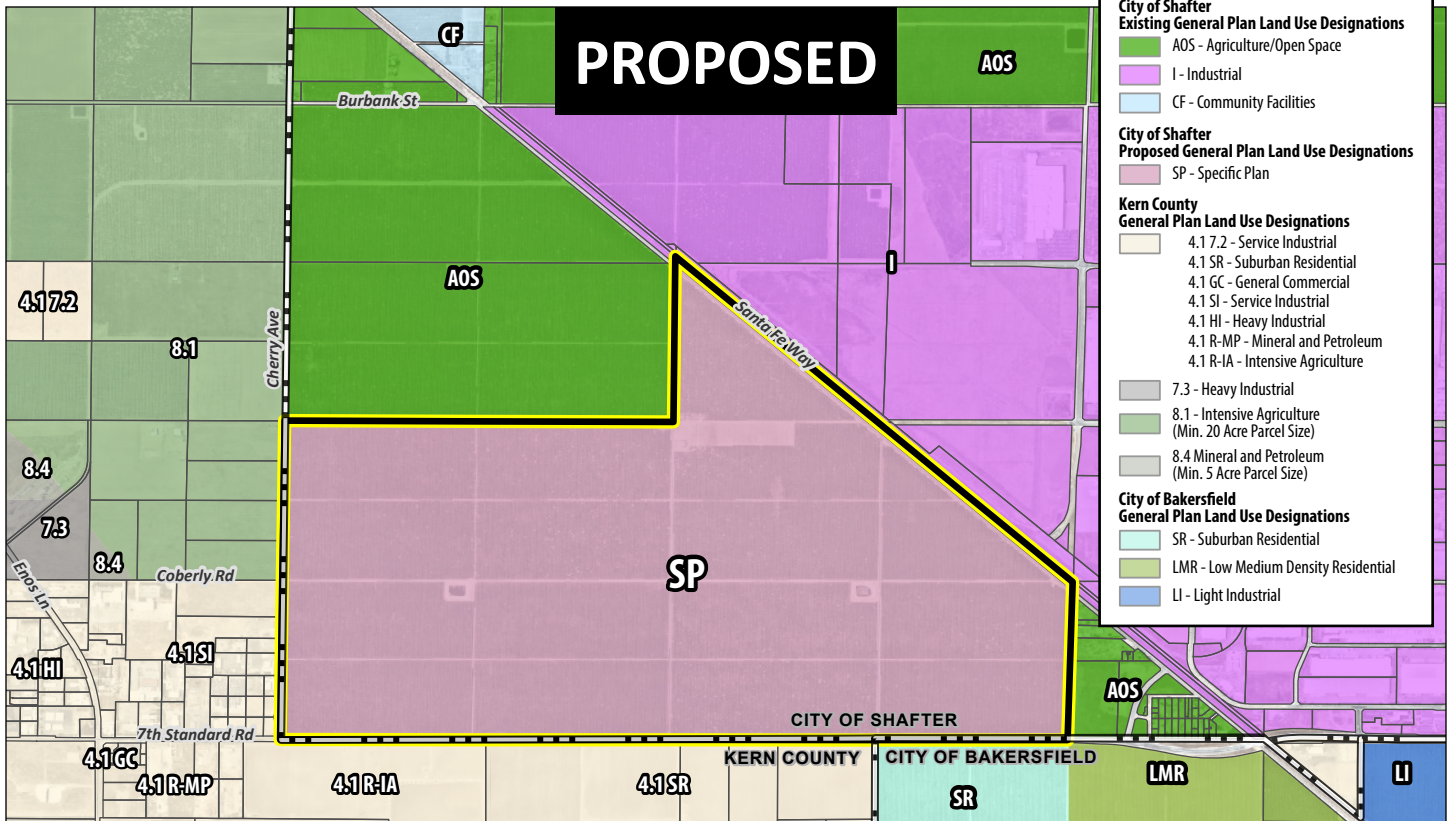 PROPOSED
CF
AOS
Burbank St
I
AOS
4.1 7.2
8.1
Cherry Ave
Santa Fe Way
8.4
7.3
8.4
Enos Ln
Coberly Rd
SP
4.1 HI
4.1 SI
AOS
CITY OF SHAFTER
7th Standard Rd
KERN COUNTY
CITY OF BAKERSFIELD
4.1 GC
4.1 R-MP
4.1 R-IA
4.1 SR
SR
LMR
LI
City of Shafter
Existing General Plan Land Use Designations
AOS - Agriculture/Open Space
I - Industrial
CF - Community Facilities
City of Shafter
Proposed General Plan Land Use Designations
SP - Specific Plan
Kern County
General Plan Land Use Designations
4.1 7.2 - Service Industrial
4.1 SR - Suburban Residential
4.1 GC - General Commercial
4.1 SI - Service Industrial
4.1 HI - Heavy Industrial
4.1 R-MP - Mineral and Petroleum
4.1 R-IA - Intensive Agriculture
7.3 - Heavy Industrial
8.1 - Intensive Agriculture
(Min. 20 Acre Parcel Size)
8.4 Mineral and Petroleum
(Min. 5 Acre Parcel Size)
City of Bakersfield
General Plan Land Use Designations
SR - Suburban Residential
LMR - Low Medium Density Residential
LI - Light Industrial